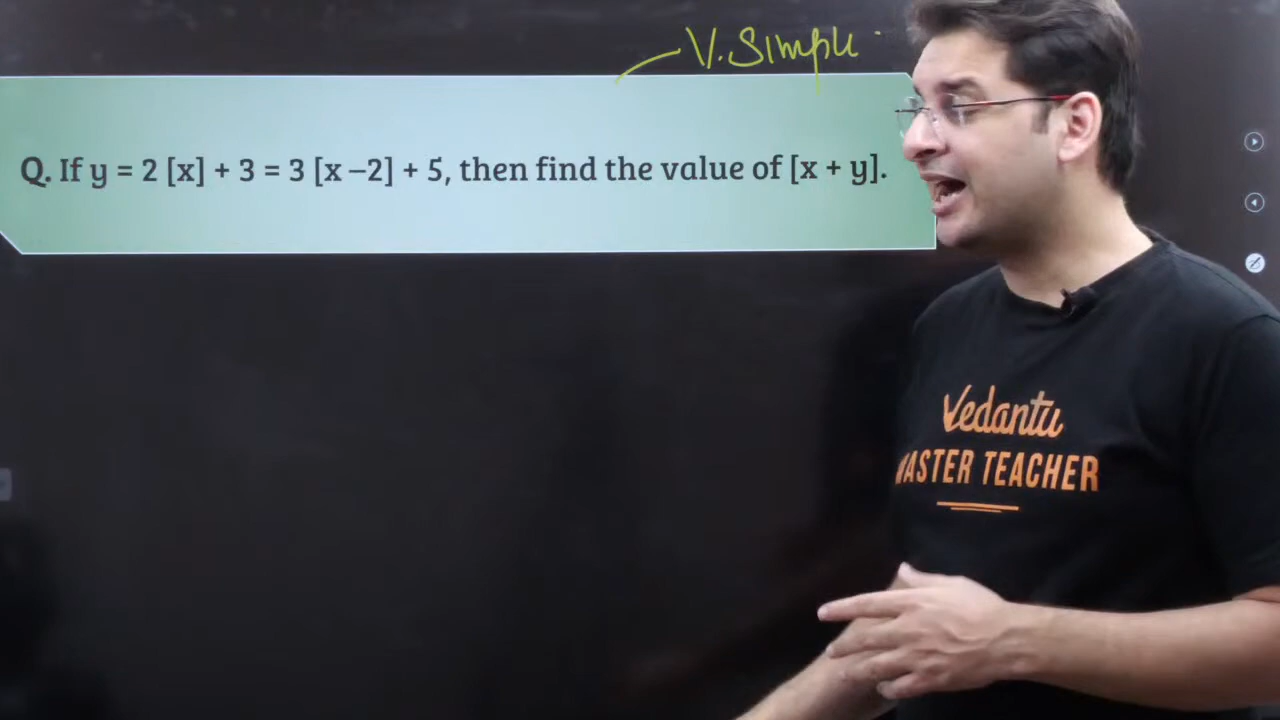 V. Simple
Q. If y = 2 [x] + 3 = 3 [x –2] + 5, then find the value of [x + y].
Vedantu
MASTER TEACHER